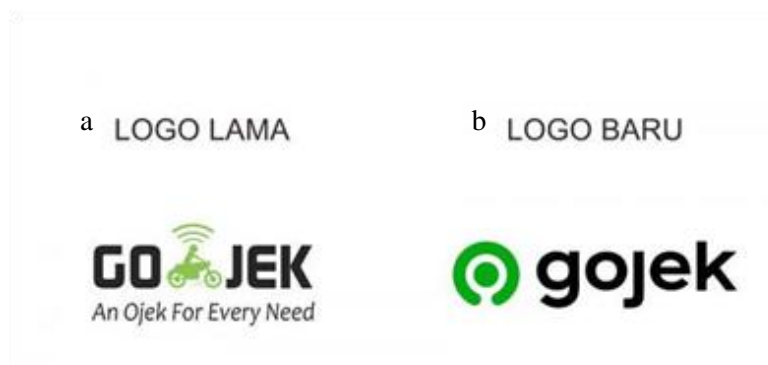 a LOGO LAMA
b LOGO BARU
GO JEK
An Ojek For Every Need
gojek